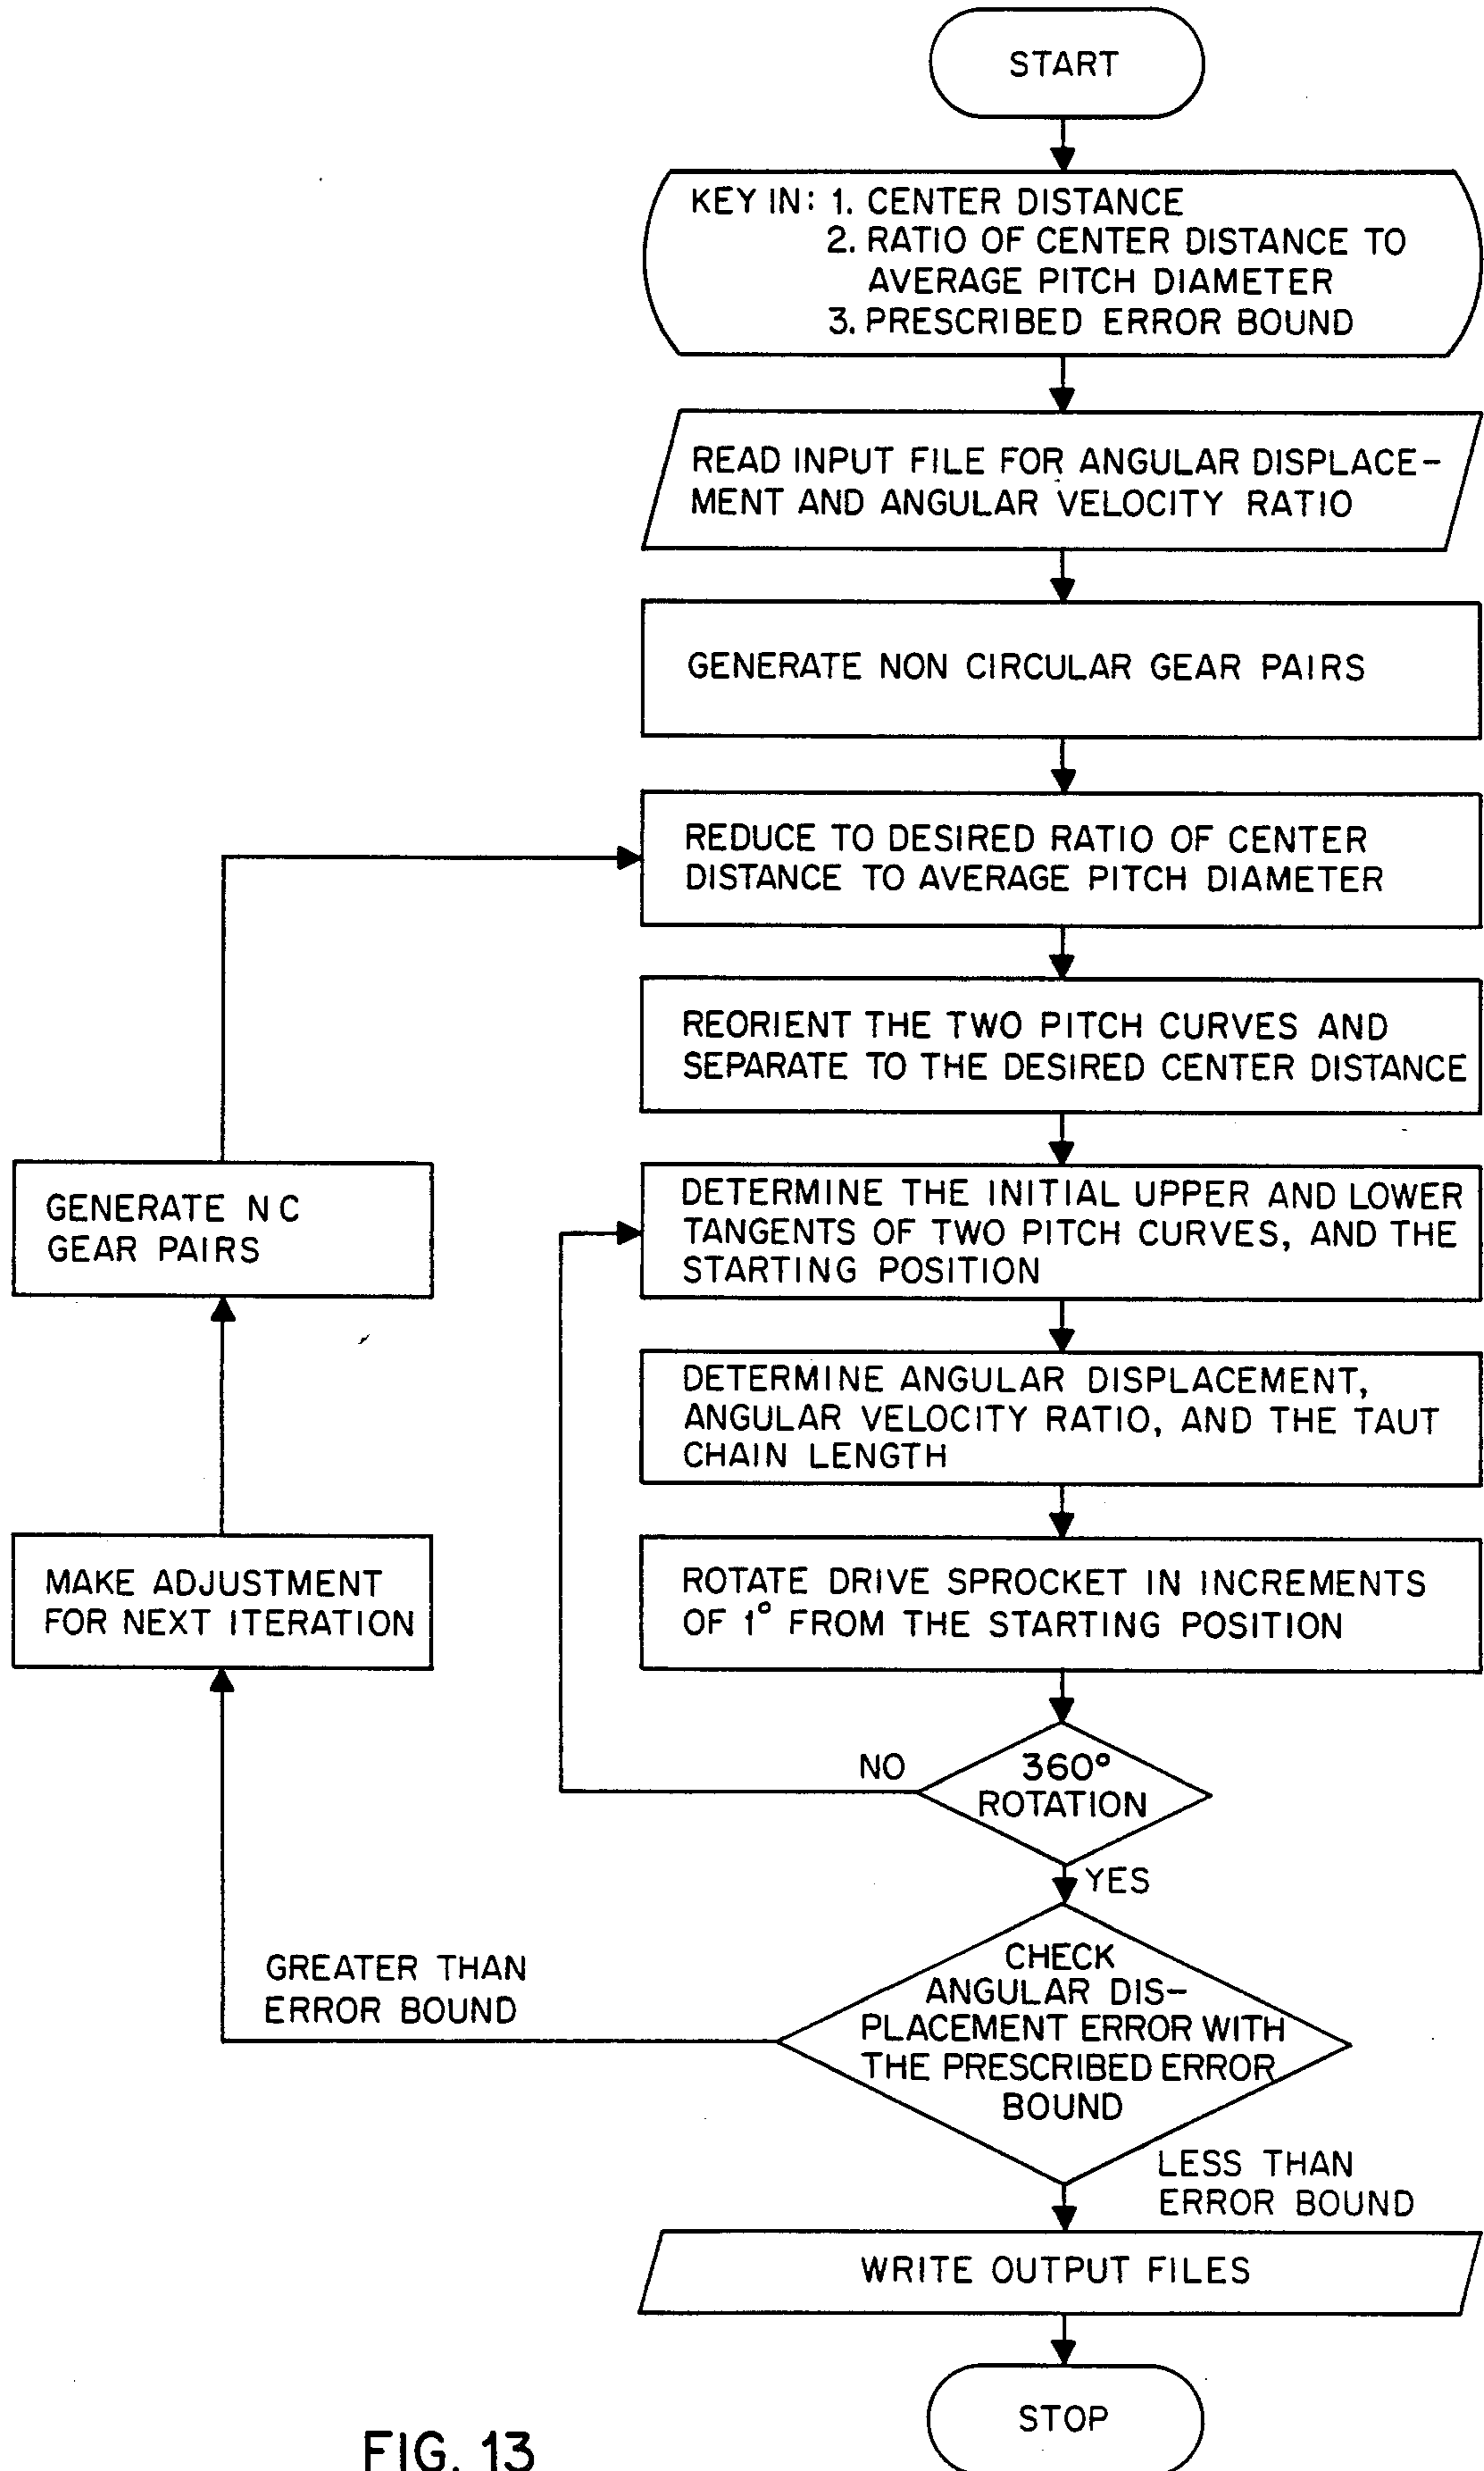 START
KEY IN: 1. CENTER DISTANCE
2. RATIO OF CENTER DISTANCE TO
AVERAGE PITCH DIAMETER
3. PRESCRIBED ERROR BOUND
READ INPUT FILE FOR ANGULAR DISPLACE-
MENT AND ANGULAR VELOCITY RATIO
GENERATE NON CIRCULAR GEAR PAIRS
REDUCE TO DESIRED RATIO OF CENTER
DISTANCE TO AVERAGE PITCH DIAMETER
REORIENT THE TWO PITCH CURVES AND
SEPARATE TO THE DESIRED CENTER DISTANCE
DETERMINE THE INITIAL UPPER AND LOWER
TANGENTS OF TWO PITCH CURVES, AND THE
STARTING POSITION
DETERMINE ANGULAR DISPLACEMENT,
ANGULAR VELOCITY RATIO, AND THE TAUT
CHAIN LENGTH
ROTATE DRIVE SPROCKET IN INCREMENTS
OF 1° FROM THE STARTING POSITION
NO
360°
ROTATION
YES
CHECK
ANGULAR DIS-
PLACEMENT ERROR WITH
THE PRESCRIBED ERROR
BOUND
GREATER THAN
ERROR BOUND
MAKE ADJUSTMENT
FOR NEXT ITERATION
GENERATE N C
GEAR PAIRS
LESS THAN
ERROR BOUND
WRITE OUTPUT FILES
STOP
FIG. 13